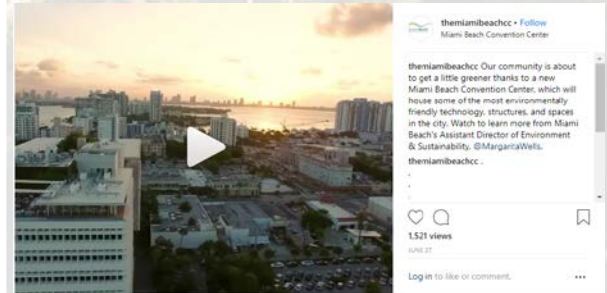 themiamibeachcc • Follow
Miami Beach Convention Center
themiamibeachcc Our community is about
to get a little greener thanks to a new
Miami Beach Convention Center, which will
house some of the most environmentally
friendly technology, structures, and spaces
in the city. Watch to learn more from Miami
Beach's Assistant Director of Environment
& Sustainability, @MargaritaWells.
themiamibeachcc .
.
.
.
1,521 views
JUNE 27
Log in to like or comment.